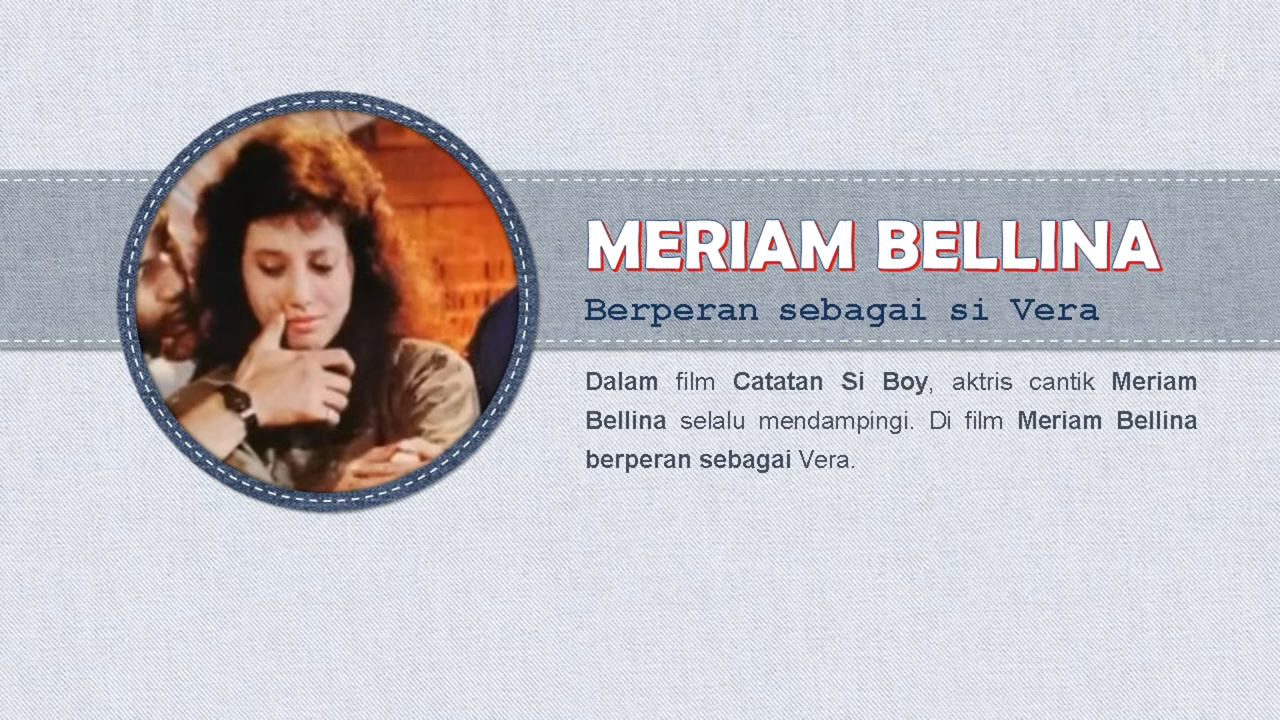 MERIAM BELLINA
Berperan sebagai si Vera
Dalam film Catatan Si Boy, aktris cantik Meriam
Bellina selalu mendampingi. Di film Meriam Bellina
berperan sebagai Vera.